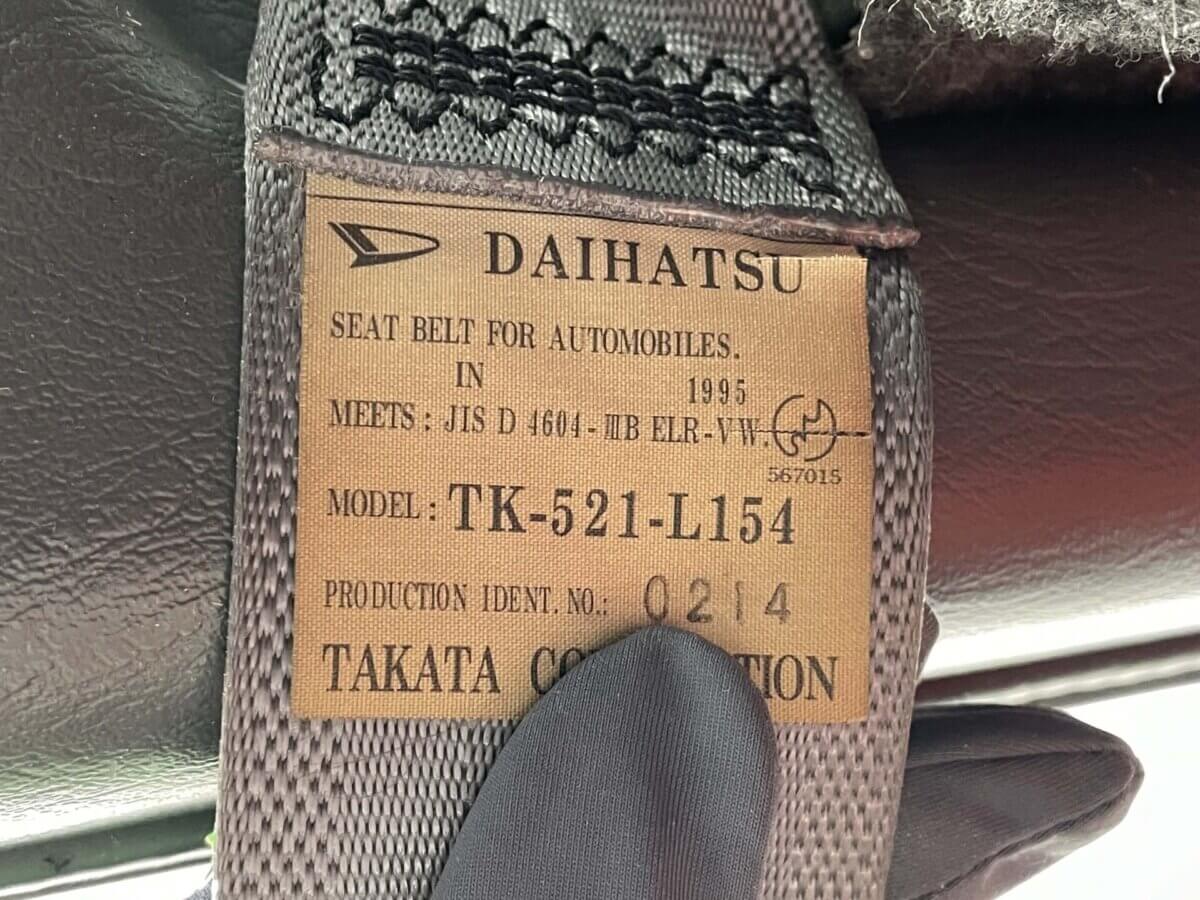 DAIHATSU
SEAT BELT FOR AUTOMOBILES.
IN 1995
MEETS : JIS D 4604-ⅢB ELR-VW.
567015
MODEL : TK-521-L154
PRODUCTION IDENT. NO.: 0214
TAKATA